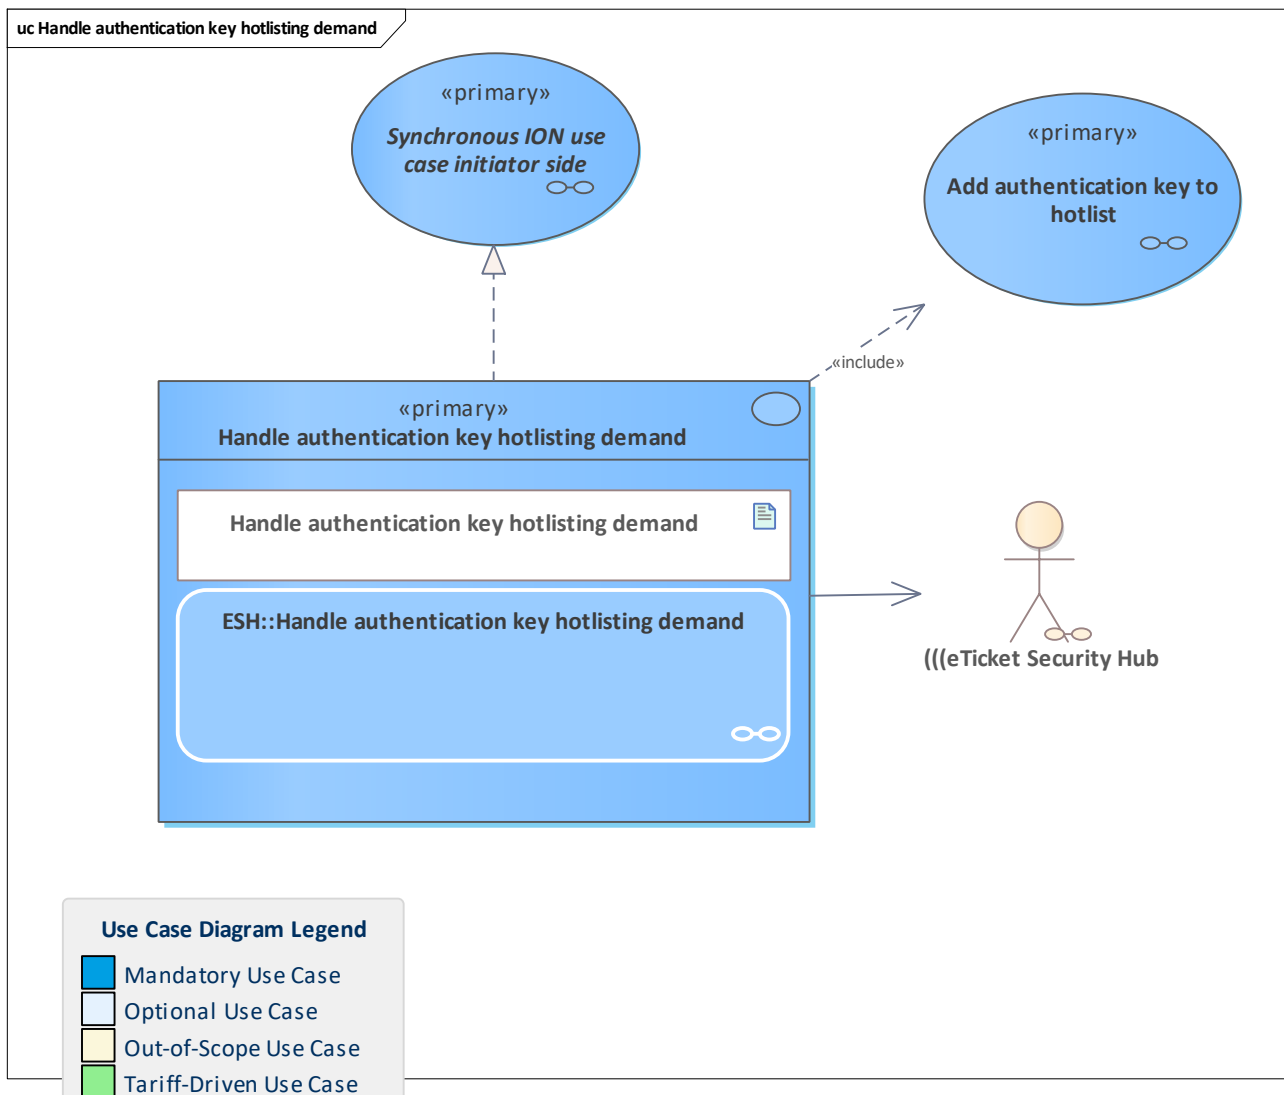 uc Handle authentication key hotlisting demand
«primary»
Synchronous ION use
case initiator side
«primary»
Add authentication key to
hotlist
«include»
«primary»
Handle authentication key hotlisting demand
Handle authentication key hotlisting demand
ESH::Handle authentication key hotlisting demand
(((eTicket Security Hub
Use Case Diagram Legend
Mandatory Use Case
Optional Use Case
Out-of-Scope Use Case
Tariff-Driven Use Case